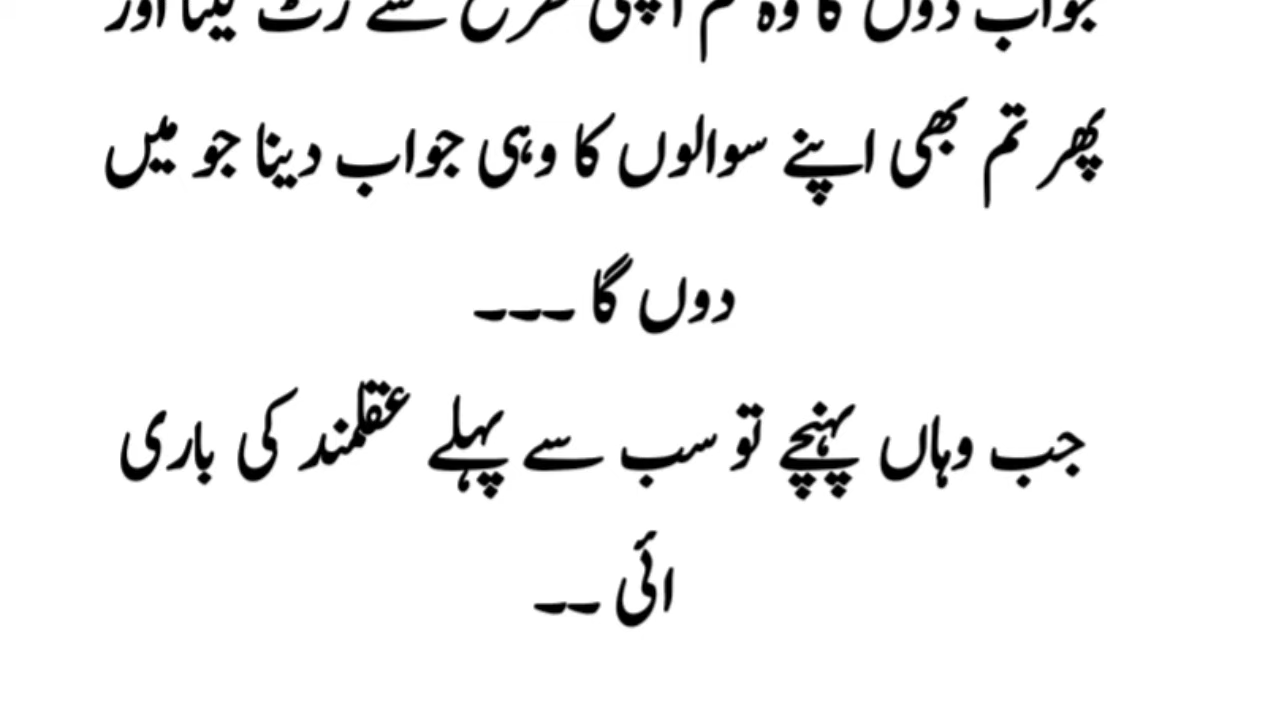 جواب دوں گا وہ تم اچھی طرح سے رٹ لینا اور
پھر تم بھی اپنے سوالوں کا وہی جواب دینا جو میں
دوں گا ۔۔۔
جب وہاں پہنچے تو سب سے پہلے عقلمند کی باری
ائی ۔۔